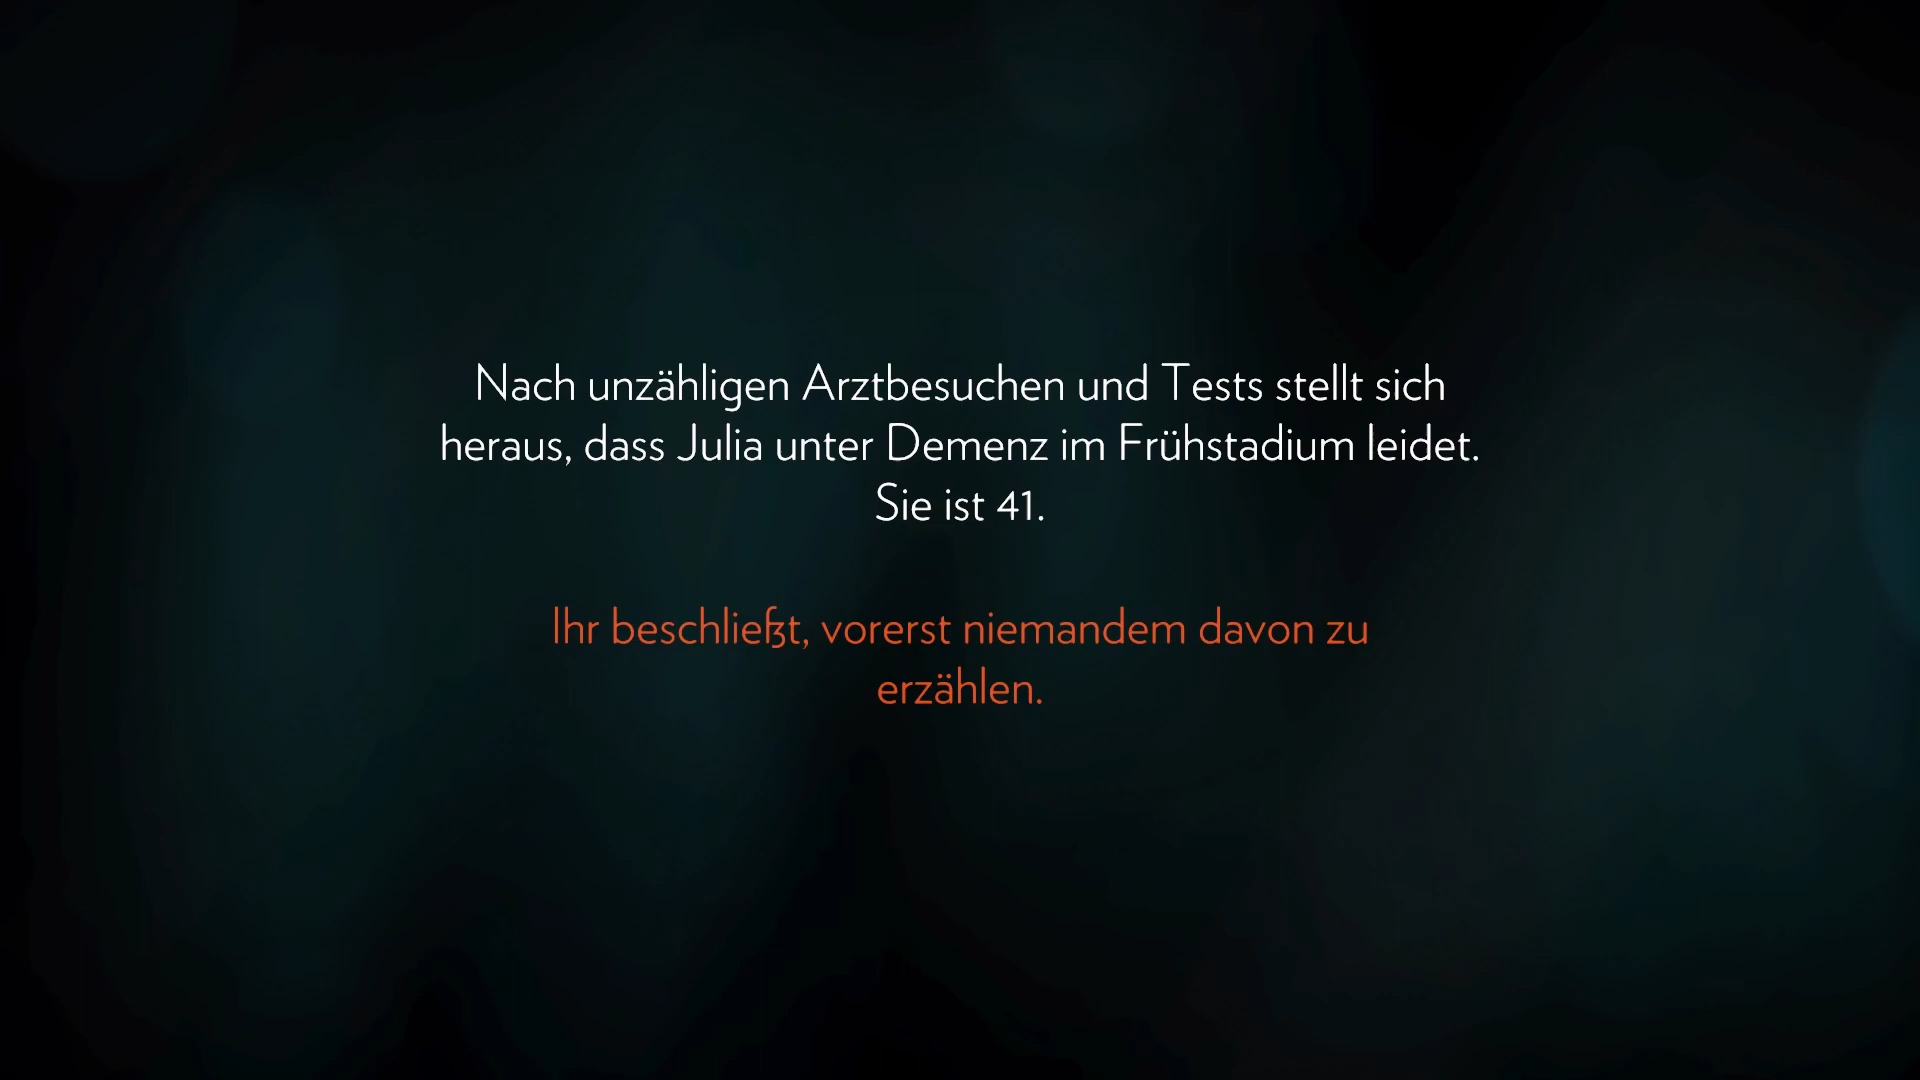 Nach unzähligen Arztbesuchen und Tests stellt sich
heraus, dass Julia unter Demenz im Frühstadium leidet.
Sie ist 41.
Ihr beschließt, vorerst niemandem davon zu
erzählen.